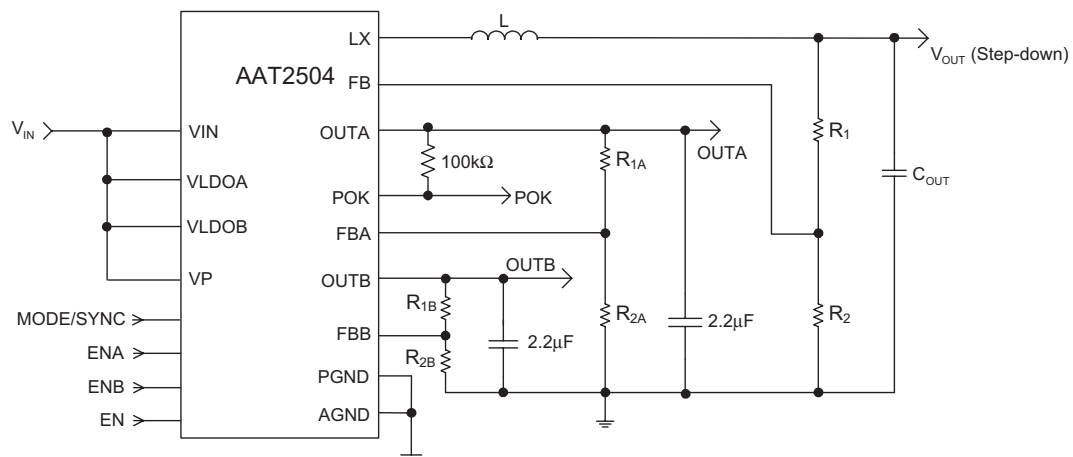 L
LX
V_OUT (Step-down)
FB
AAT2504
V_IN
VIN
OUTA
R_1
OUTA
R_1A
100kΩ
C_OUT
VLDOA
POK
POK
VLDOB
FBA
OUTB
VP
OUTB
R_1B
MODE/SYNC
R_2A
2.2µF
R_2
FBB
2.2µF
ENA
R_2B
PGND
ENB
AGND
EN